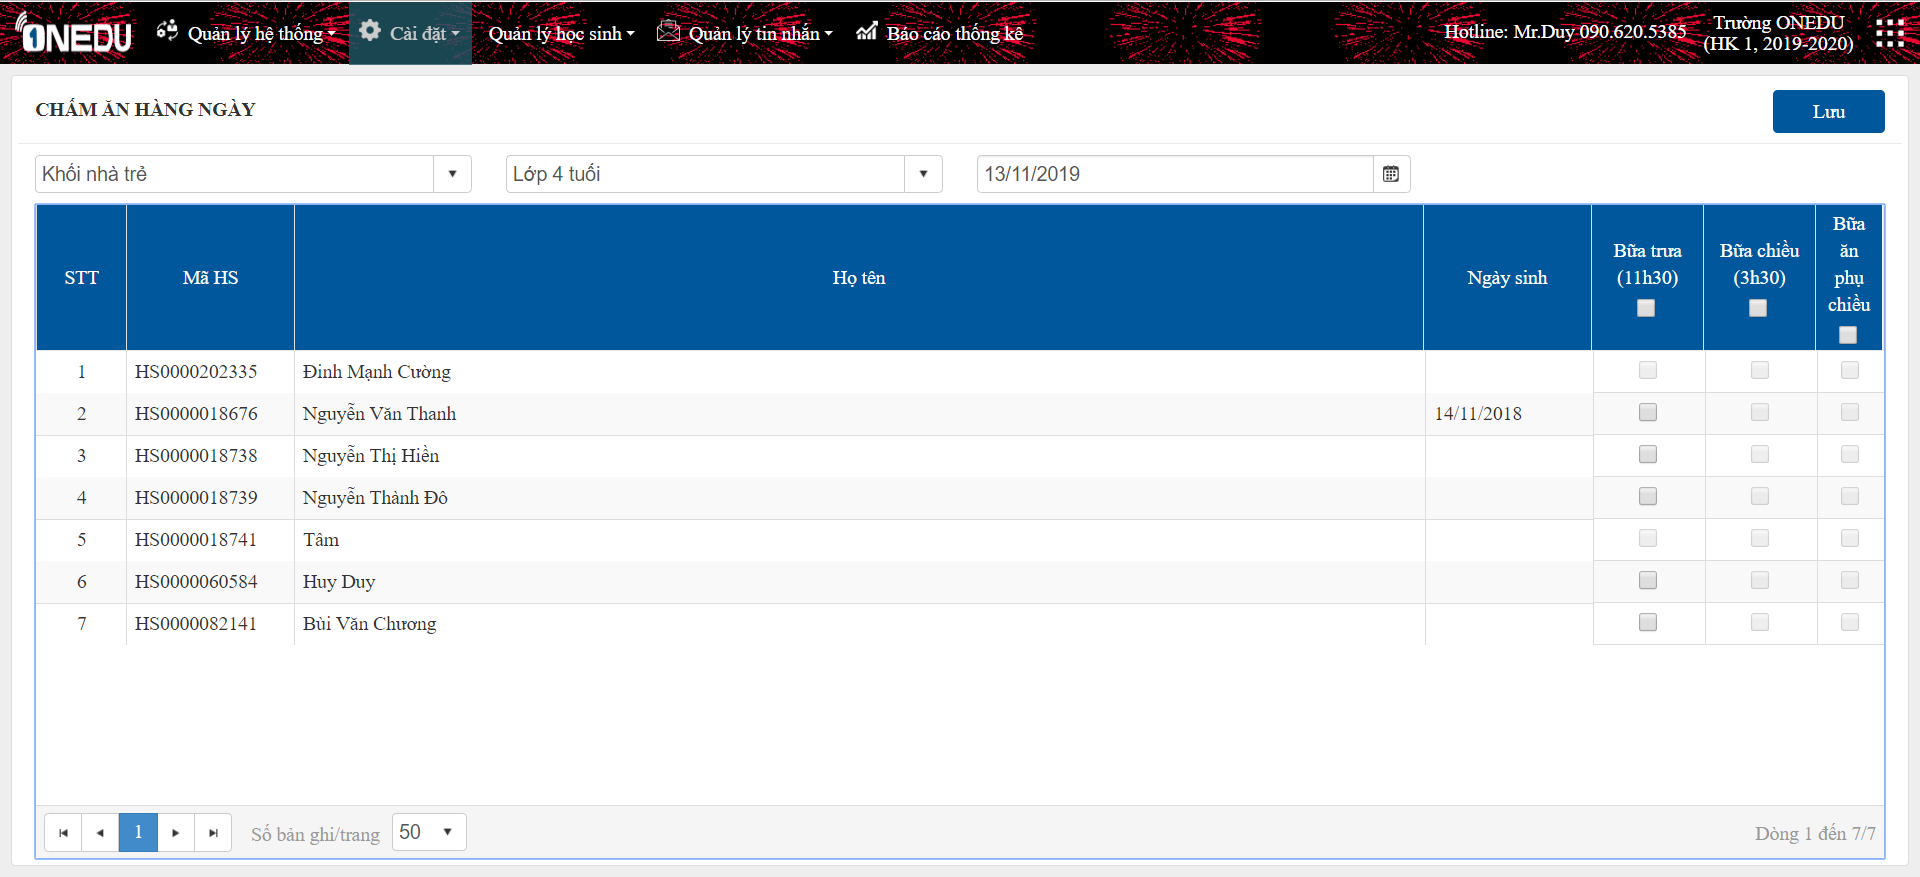 ONEDU Quản lý hệ thống Cài đặt Quản lý học sinh Quản lý tin nhắn Báo cáo thống kê Hotline: Mr.Duy 090.620.5385 Trường ONEDU
(HK 1, 2019-2020)
CHẤM ĂN HÀNG NGÀY
Lưu
Khối nhà trẻ
Lớp 4 tuổi
13/11/2019
STT
Mã HS
Họ tên
Ngày sinh
Bữa trưa
(11h30)
Bữa chiều
(3h30)
Bữa
ăn
phụ
chiều
1 HS0000202335 Đinh Mạnh Cường
2 HS0000018676 Nguyễn Văn Thanh 14/11/2018
3 HS0000018738 Nguyễn Thị Hiền
4 HS0000018739 Nguyễn Thành Đô
5 HS0000018741 Tâm
6 HS0000060584 Huy Duy
7 HS0000082141 Bùi Văn Chương
1 Số bản ghi/trang 50 Dòng 1 đến 7/7